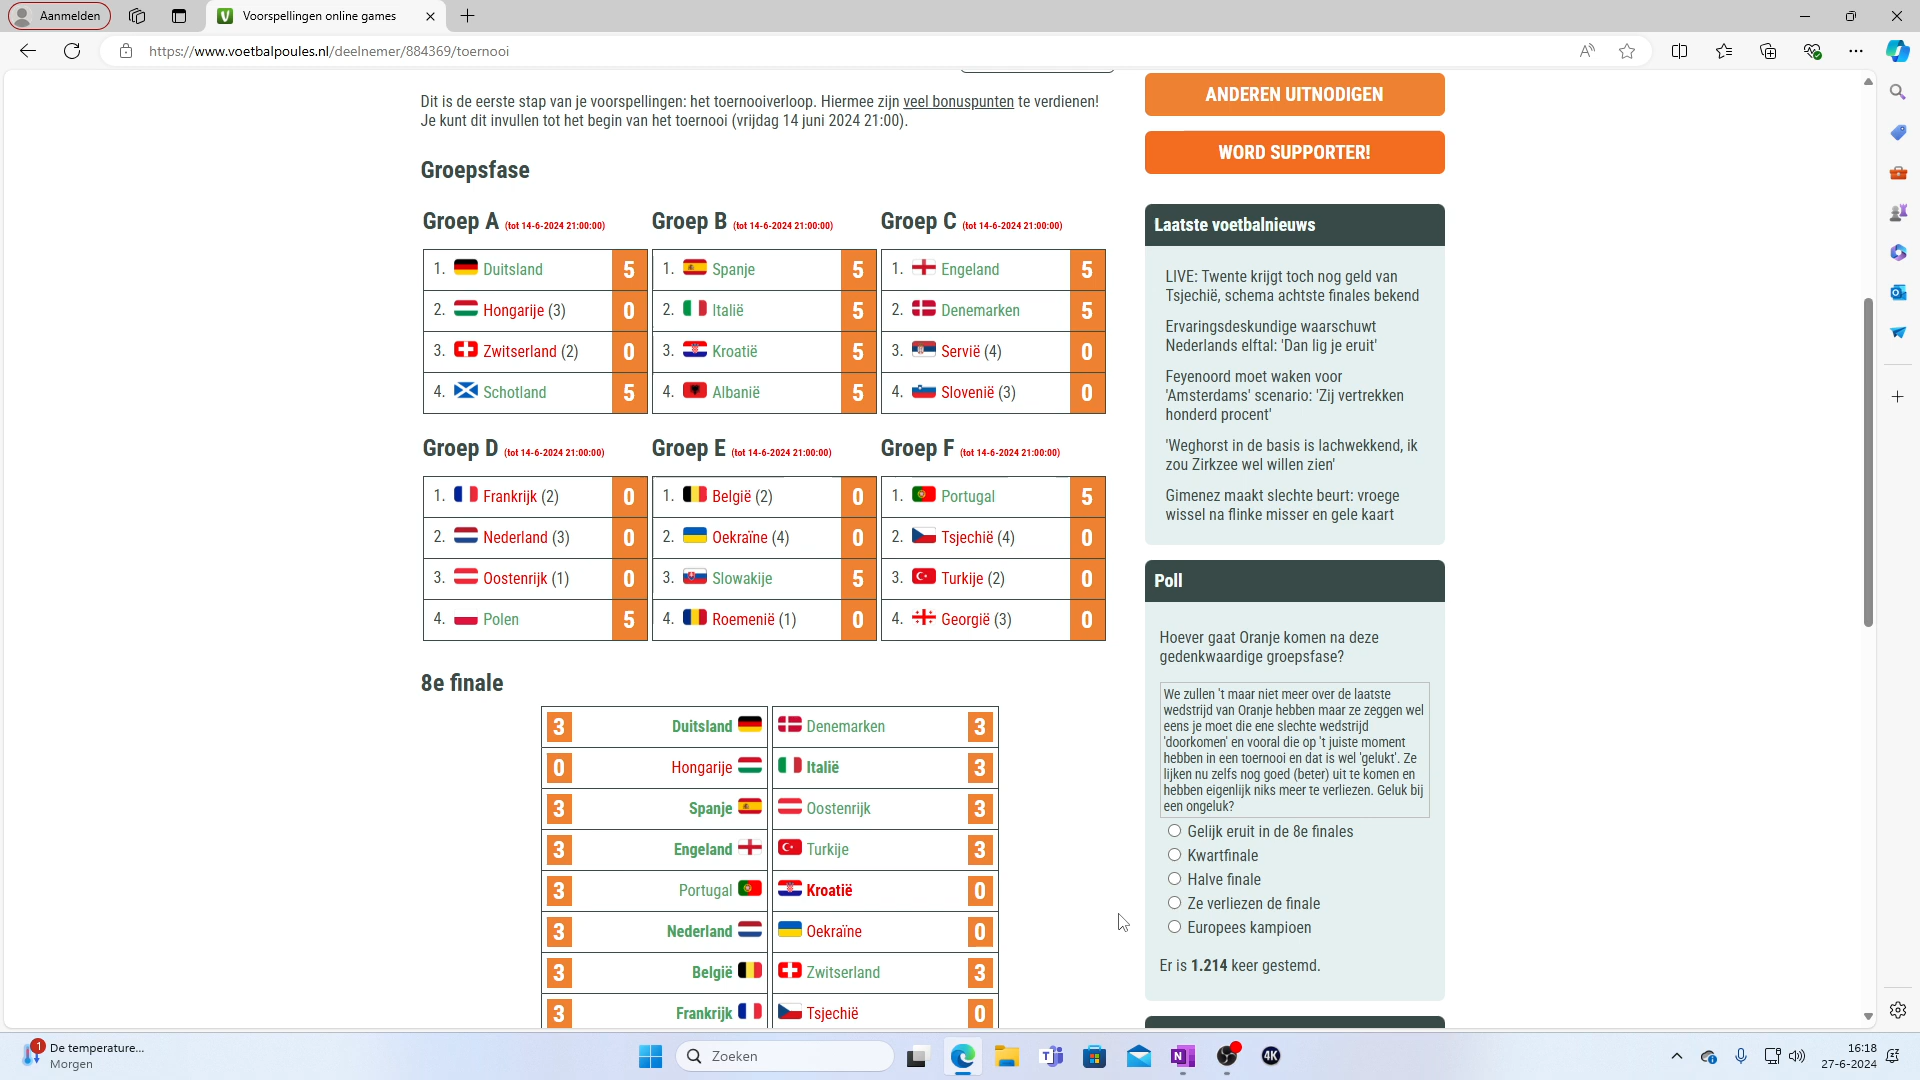 Aanmelden
Voorspellingen online games
https://www.voetbalpoules.nl/deelnemer/884369/toernooi
Dit is de eerste stap van je voorspellingen: het toernooiverloop. Hiermee zijn veel bonuspunten te verdienen!
Je kunt dit invullen tot het begin van het toernooi (vrijdag 14 juni 2024 21:00).
Groepsfase
Groep A (tot 14-6-2024 21:00:00)
1. Duitsland 5
2. Hongarije (3) 0
3. Zwitserland (2) 0
4. Schotland 5
Groep B (tot 14-6-2024 21:00:00)
1. Spanje 5
2. Italië 5
3. Kroatië 5
4. Albanië 5
Groep C (tot 14-6-2024 21:00:00)
1. Engeland 5
2. Denemarken 5
3. Servië (4) 0
4. Slovenië (3) 0
Groep D (tot 14-6-2024 21:00:00)
1. Frankrijk (2) 0
2. Nederland (3) 0
3. Oostenrijk (1) 0
4. Polen 5
Groep E (tot 14-6-2024 21:00:00)
1. België (2) 0
2. Oekraïne (4) 0
3. Slowakije 5
4. Roemenië (1) 0
Groep F (tot 14-6-2024 21:00:00)
1. Portugal 5
2. Tsjechië (4) 0
3. Turkije (2) 0
4. Georgië (3) 0
8e finale
3 Duitsland Denemarken 3
0 Hongarije Italië 3
3 Spanje Oostenrijk 3
3 Engeland Turkije 3
3 Portugal Kroatië 0
3 Nederland Oekraïne 0
3 België Zwitserland 3
3 Frankrijk Tsjechië 0
ANDEREN UITNODIGEN
WORD SUPPORTER!
Laatste voetbalnieuws
LIVE: Twente krijgt toch nog geld van
Tsjechië, schema achtste finales bekend
Ervaringsdeskundige waarschuwt
Nederlands elftal: 'Dan lig je eruit'
Feyenoord moet waken voor
'Amsterdams' scenario: 'Zij vertrekken
honderd procent'
'Weghorst in de basis is lachwekkend, ik
zou Zirkzee wel willen zien'
Gimenez maakt slechte beurt: vroege
wissel na flinke misser en gele kaart
Poll
Hoever gaat Oranje komen na deze
gedenkwaardige groepsfase?
We zullen 't maar niet meer over de laatste
wedstrijd van Oranje hebben maar ze zeggen wel
eens je moet die ene slechte wedstrijd
'doorkomen' en vooral die op 't juiste moment
hebben in een toernooi en dat is wel 'gelukt'. Ze
lijken nu zelfs nog goed (beter) uit te komen en
hebben eigenlijk niks meer te verliezen. Geluk bij
een ongeluk?
Gelijk eruit in de 8e finales
Kwartfinale
Halve finale
Ze verliezen de finale
Europees kampioen
Er is 1.214 keer gestemd.
1
De temperature...
Morgen
Zoeken
4K
16:18
27-6-2024